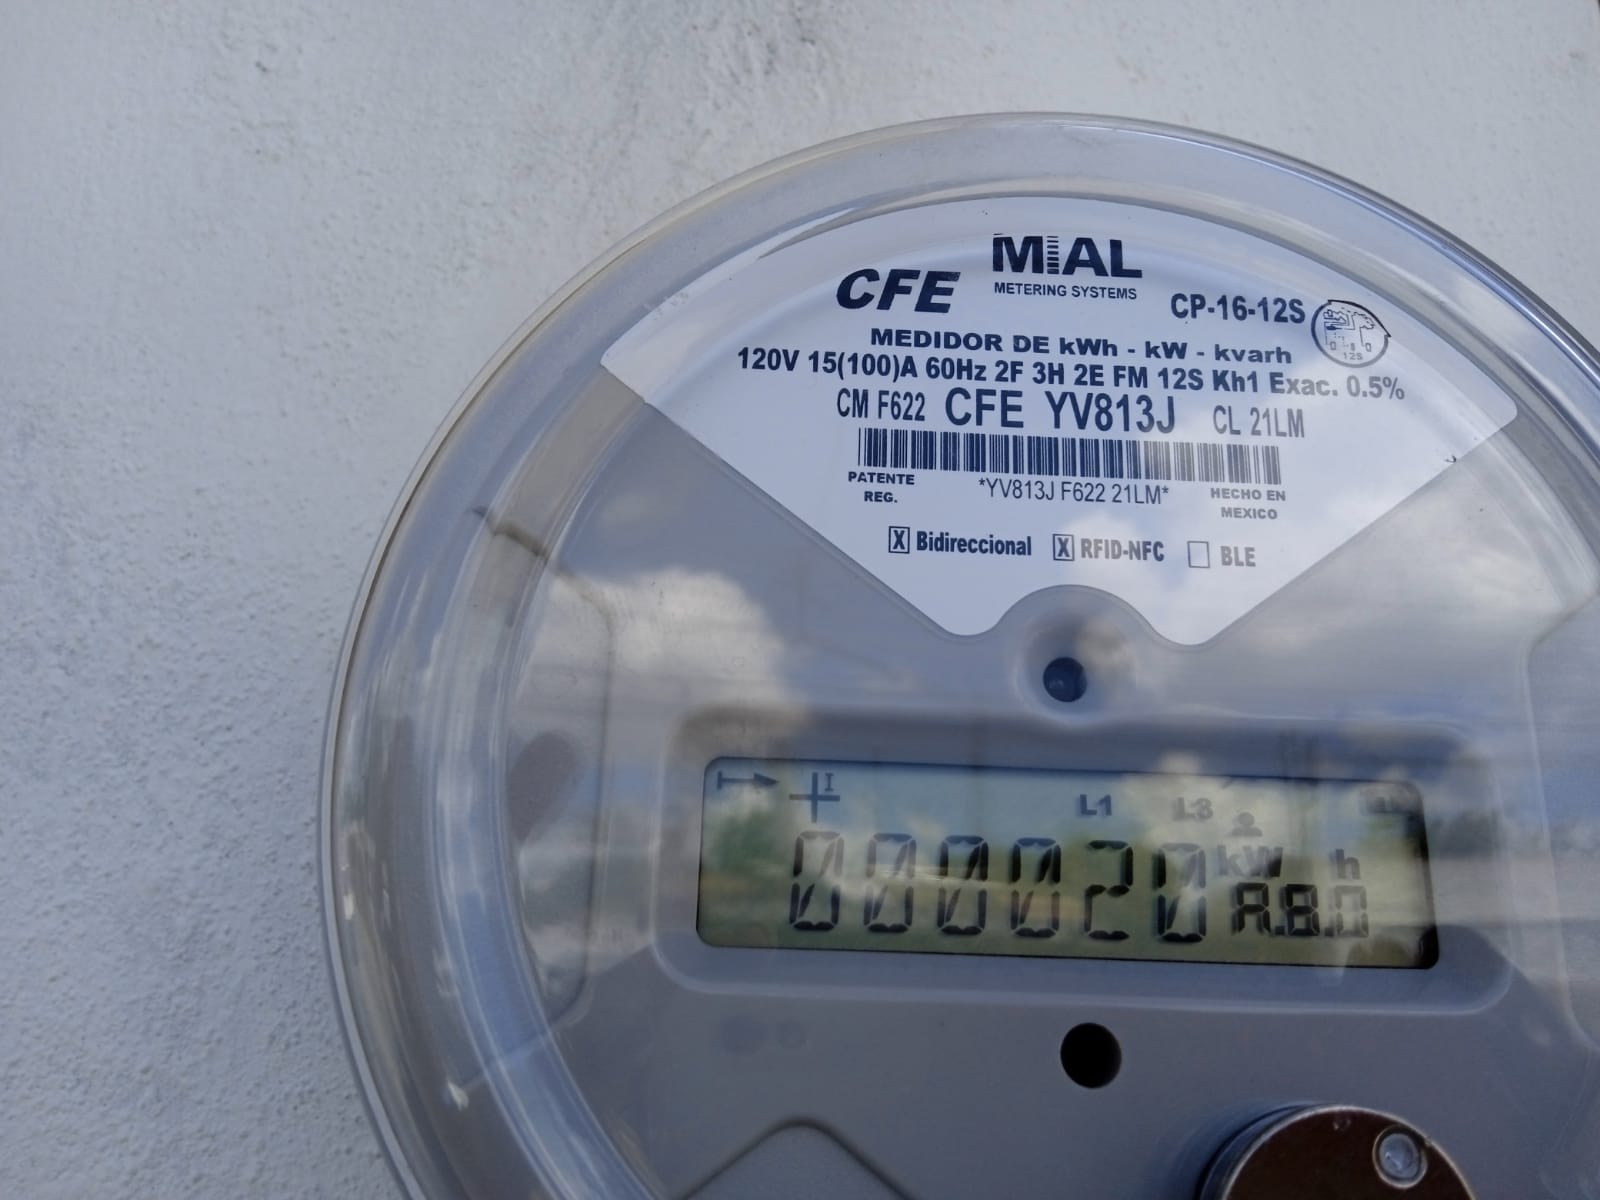 MIAL
METERING SYSTEMS
CFE
CP-16-12S
12S
MEDIDOR DE kWh - kW - kvarh
120V 15(100)A 60Hz 2F 3H 2E FM 12S Kh1 Exac. 0.5%
CM F622 CFE YV813J CL 21LM
PATENTE REG.
*YV813J F622 21LM*
HECHO EN MEXICO
X Bidireccional X RFID-NFC BLE
I L1 L3
kW h
000020 A.B.0